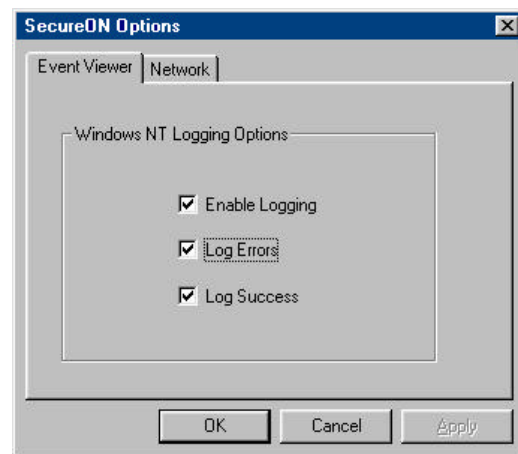 SecureON Options
Event Viewer Network
Windows NT Logging Options
Enable Logging
Log Errors
Log Success
OK Cancel Apply